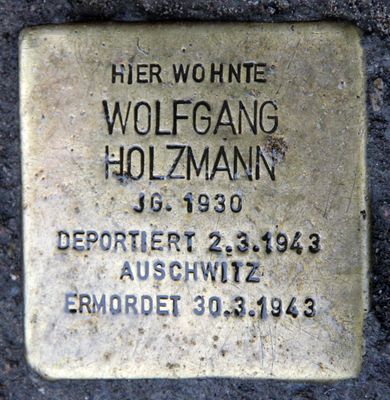 HIER WOHNTE
WOLFGANG
HOLZMANN
JG. 1930
DEPORTIERT 2.3.1943
AUSCHWITZ
ERMORDET 30.3.1943